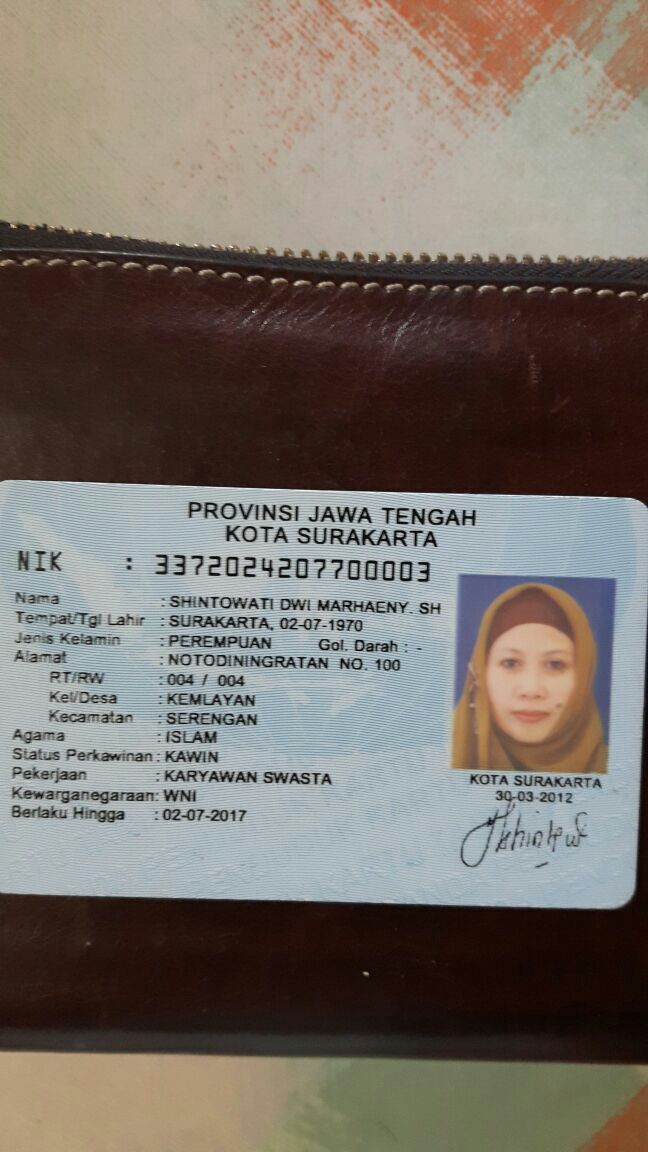 PROVINSI JAWA TENGAH
KOTA SURAKARTA
NIK : 3372024207700003
Nama : SHINTOWATI DWI MARHAENY. SH
Tempat/Tgl Lahir : SURAKARTA, 02-07-1970
Jenis Kelamin : PEREMPUAN Gol. Darah : -
Alamat : NOTODININGRATAN NO. 100
RT/RW : 004 / 004
Kel/Desa : KEMLAYAN
Kecamatan : SERENGAN
Agama : ISLAM
Status Perkawinan : KAWIN
Pekerjaan : KARYAWAN SWASTA
Kewarganegaraan: WNI
Berlaku Hingga : 02-07-2017
KOTA SURAKARTA
30-03-2012